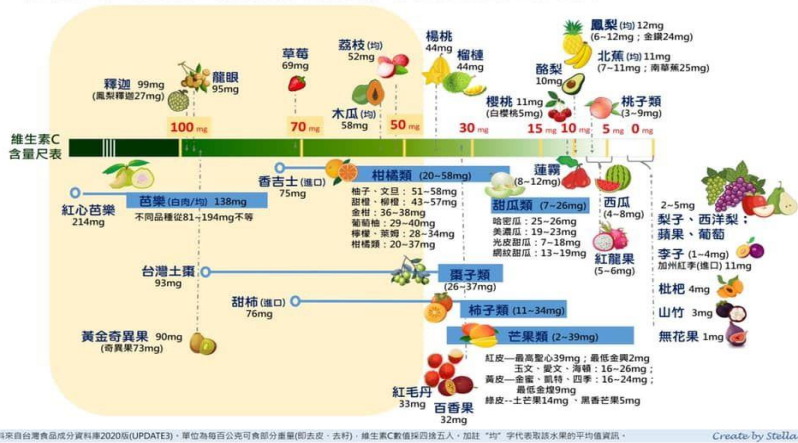 鳳梨(均) 12mg
(6~12mg；金鑽24mg)
楊桃
44mg
榴槤
44mg
荔枝(均)
52mg
北蕉(均) 11mg
(7~11mg；南華蕉25mg)
草莓
69mg
酪梨
10mg
釋迦 99mg
(鳳梨釋迦27mg)
龍眼
95mg
木瓜(均)
58mg
櫻桃 11mg
(白櫻桃5mg)
桃子類
(3~9mg)
維生素C
含量尺表
100 mg
70 mg
50 mg
30 mg
15 mg
10 mg
5 mg
0 mg
香吉士(進口)
75mg
柑橘類 (20~58mg)
柚子、文旦：51~58mg
甜橙、柳橙：43~57mg
金柑：36~38mg
葡萄柚：29~40mg
檸檬、萊姆：28~34mg
柑橘類：20~37mg
蓮霧
(8~12mg)
甜瓜類 (7~26mg)
哈密瓜：25~26mg
美濃瓜：19~23mg
光皮甜瓜：7~18mg
網紋甜瓜：13~19mg
西瓜
(4~8mg)
紅龍果
(5~6mg)
紅心芭樂
214mg
芭樂(白肉/均) 138mg
不同品種從81~194mg不等
2~5mg
梨子、西洋梨、
蘋果、葡萄
李子 (1~4mg)
加州紅李(進口) 11mg
枇杷 4mg
山竹 3mg
無花果 1mg
台灣土棗
93mg
棗子類
(26~37mg)
甜柿(進口)
76mg
柿子類 (11~34mg)
黃金奇異果 90mg
(奇異果73mg)
芒果類 (2~39mg)
紅皮—最高聖心39mg；最低金興2mg
玉文、愛文、海頓：16~26mg；
黃皮—金蜜、凱特、四季：16~24mg；
最低金煌9mg
綠皮--土芒果14mg、黑香芒果5mg
紅毛丹
33mg
百香果
32mg
料來自台灣食品成分資料庫2020版(UPDATE3)。單位為每百公克可食部分重量(即去皮、去籽)，維生素C數值採四捨五入。加註"均"字代表取該水果的平均值資訊。
Create by Stella